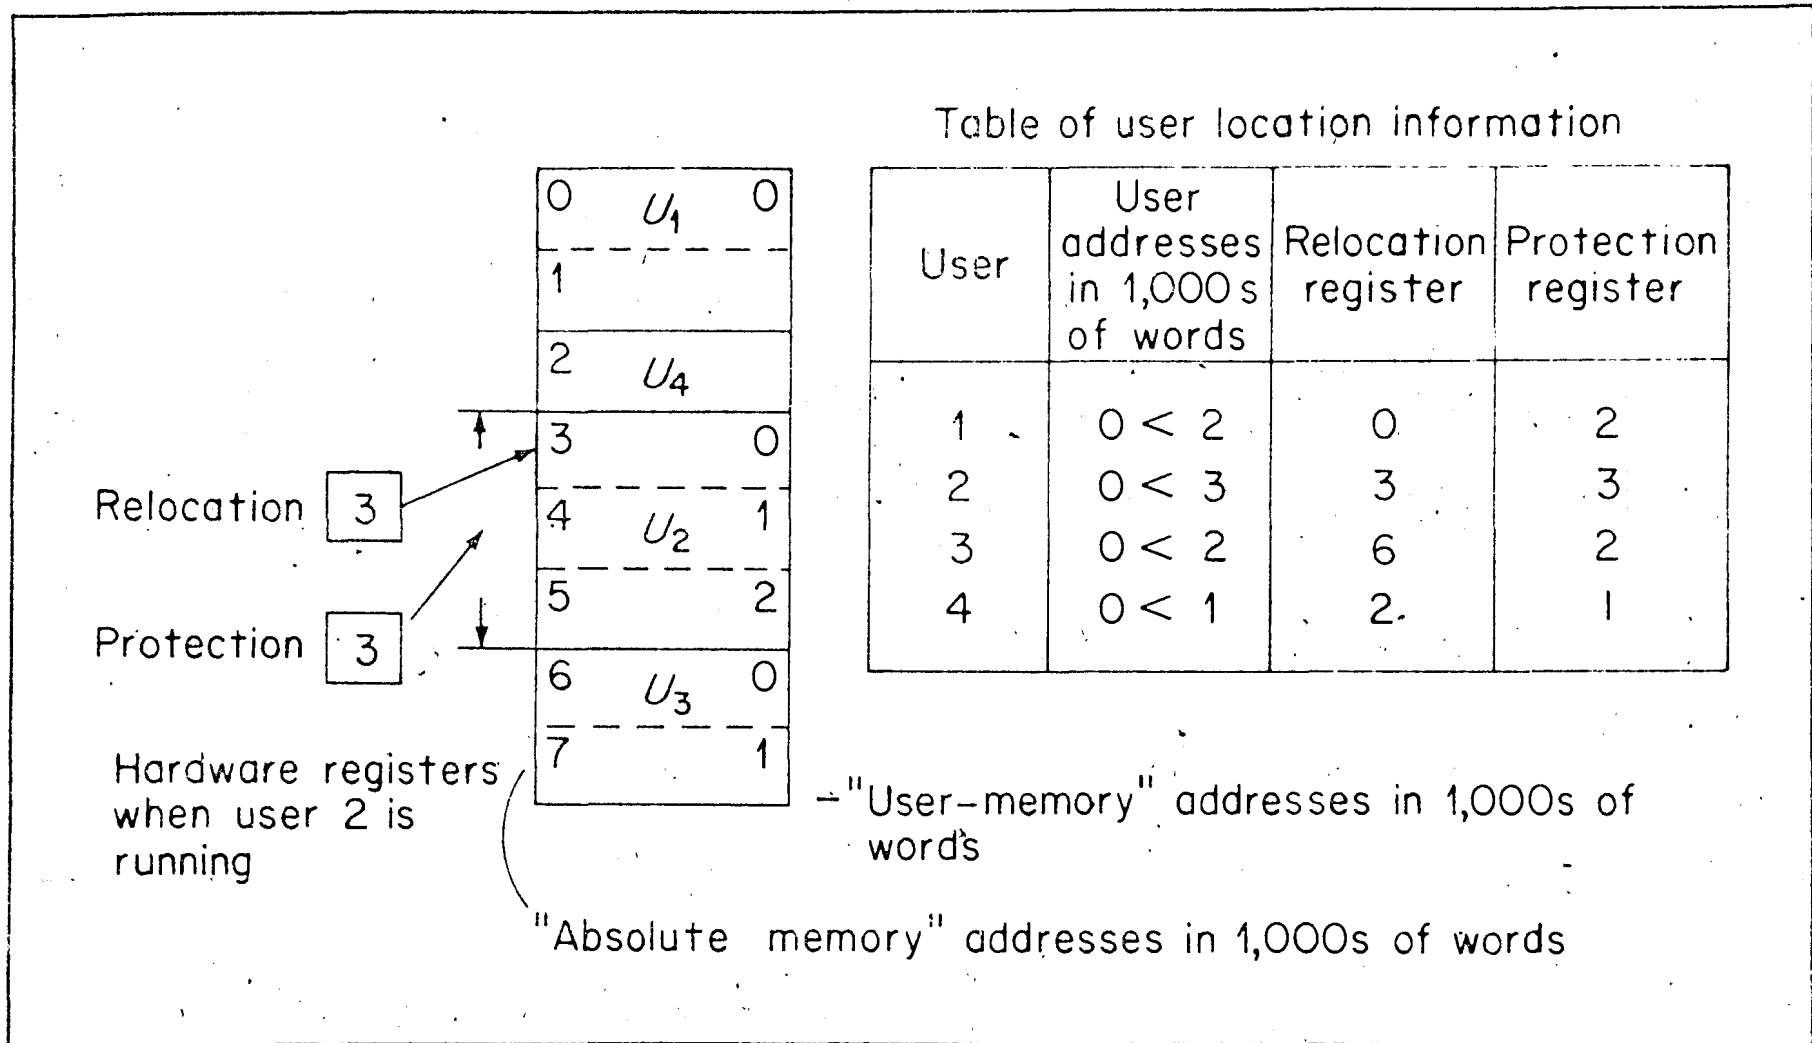 Table of user location information
User
User addresses in 1,000s of words
Relocation register
Protection register
1 0 < 2 0 2
2 0 < 3 3 3
3 0 < 2 6 2
4 0 < 1 2 1
0 U1 0
1
2 U4
3 0
4 U2 1
5 2
6 U3 0
7 1
Relocation 3
Protection 3
Hardware registers
when user 2 is
running
"User-memory" addresses in 1,000s of
words
"Absolute memory" addresses in 1,000s of words